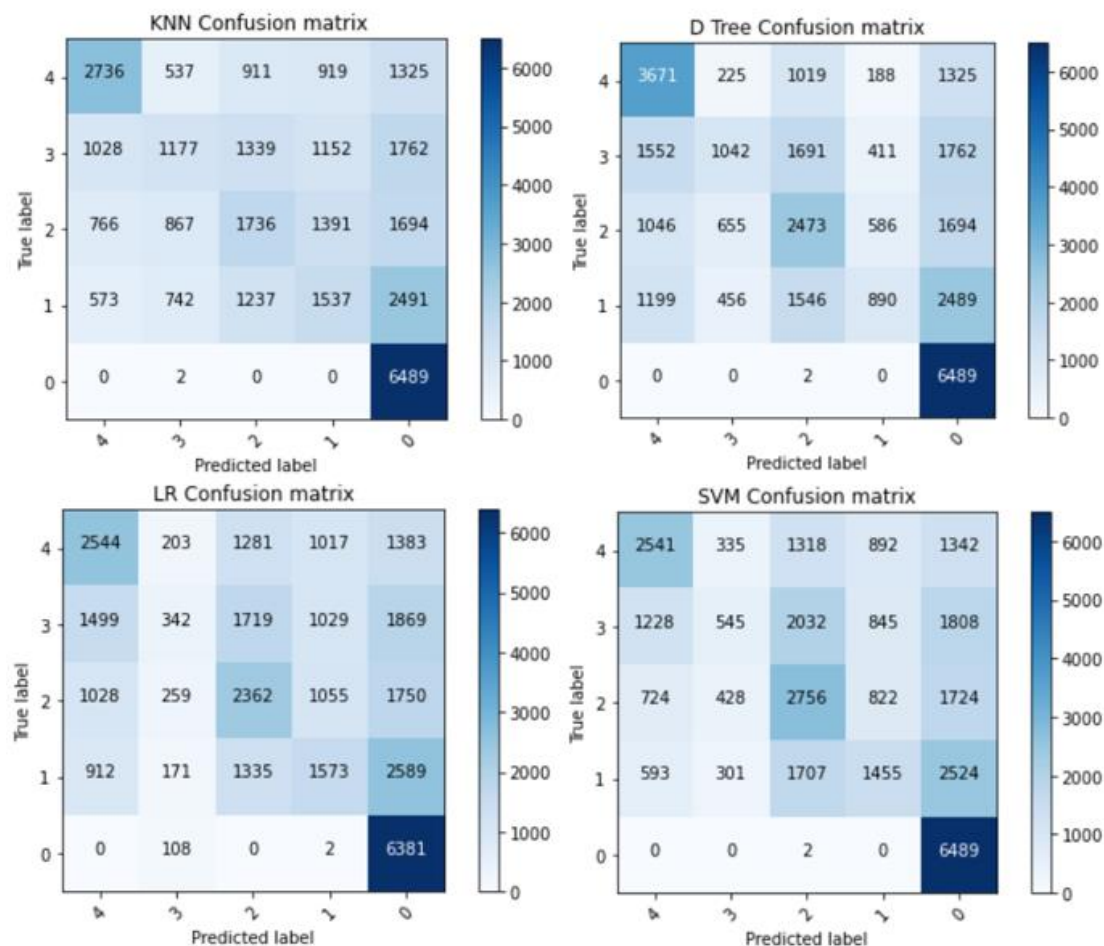 KNN Confusion matrix
4 2736 537 911 919 1325
3 1028 1177 1339 1152 1762
2 766 867 1736 1391 1694
1 573 742 1237 1537 2491
0 0 2 0 0 6489
4 3 2 1 0
True label
Predicted label
6000
5000
4000
3000
2000
1000
0
D Tree Confusion matrix
4 3671 225 1019 188 1325
3 1552 1042 1691 411 1762
2 1046 655 2473 586 1694
1 1199 456 1546 890 2489
0 0 0 2 0 6489
4 3 2 1 0
True label
Predicted label
6000
5000
4000
3000
2000
1000
0
LR Confusion matrix
4 2544 203 1281 1017 1383
3 1499 342 1719 1029 1869
2 1028 259 2362 1055 1750
1 912 171 1335 1573 2589
0 0 108 0 2 6381
4 3 2 1 0
True label
Predicted label
6000
5000
4000
3000
2000
1000
0
SVM Confusion matrix
4 2541 335 1318 892 1342
3 1228 545 2032 845 1808
2 724 428 2756 822 1724
1 593 301 1707 1455 2524
0 0 0 2 0 6489
4 3 2 1 0
True label
Predicted label
6000
5000
4000
3000
2000
1000
0